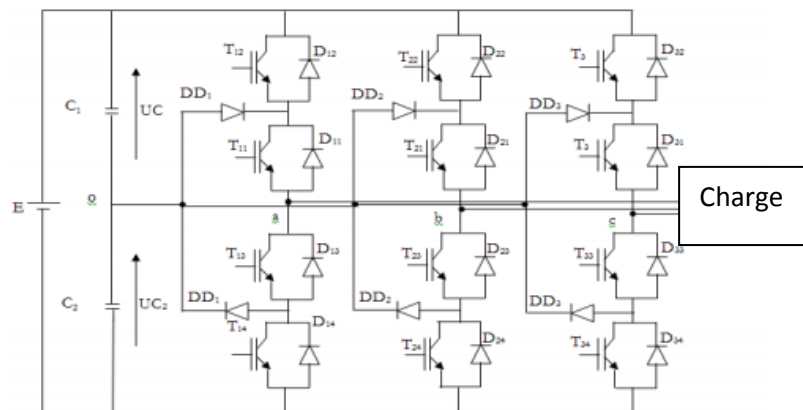 T12 D12 T22 D22 T3 D32
DD1 DD2 DD3
C1 UC
T11 D11 T21 D21 T3 D31
Charge
E o a b c
T13 D13 T23 D23 T33 D33
C2 UC2
DD1 DD2 DD3
T14 D14 T24 D24 T34 D34